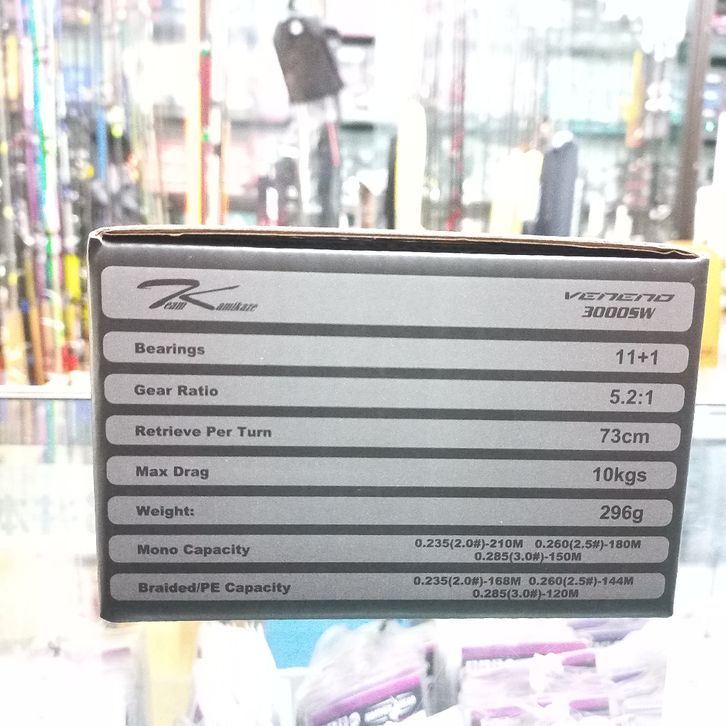 Team Kamikaze
VENENO
3000SW
Bearings 11+1
Gear Ratio 5.2:1
Retrieve Per Turn 73cm
Max Drag 10kgs
Weight: 296g
Mono Capacity 0.235(2.0#)-210M 0.260(2.5#)-180M
0.285(3.0#)-150M
Braided/PE Capacity 0.235(2.0#)-168M 0.260(2.5#)-144M
0.285(3.0#)-120M